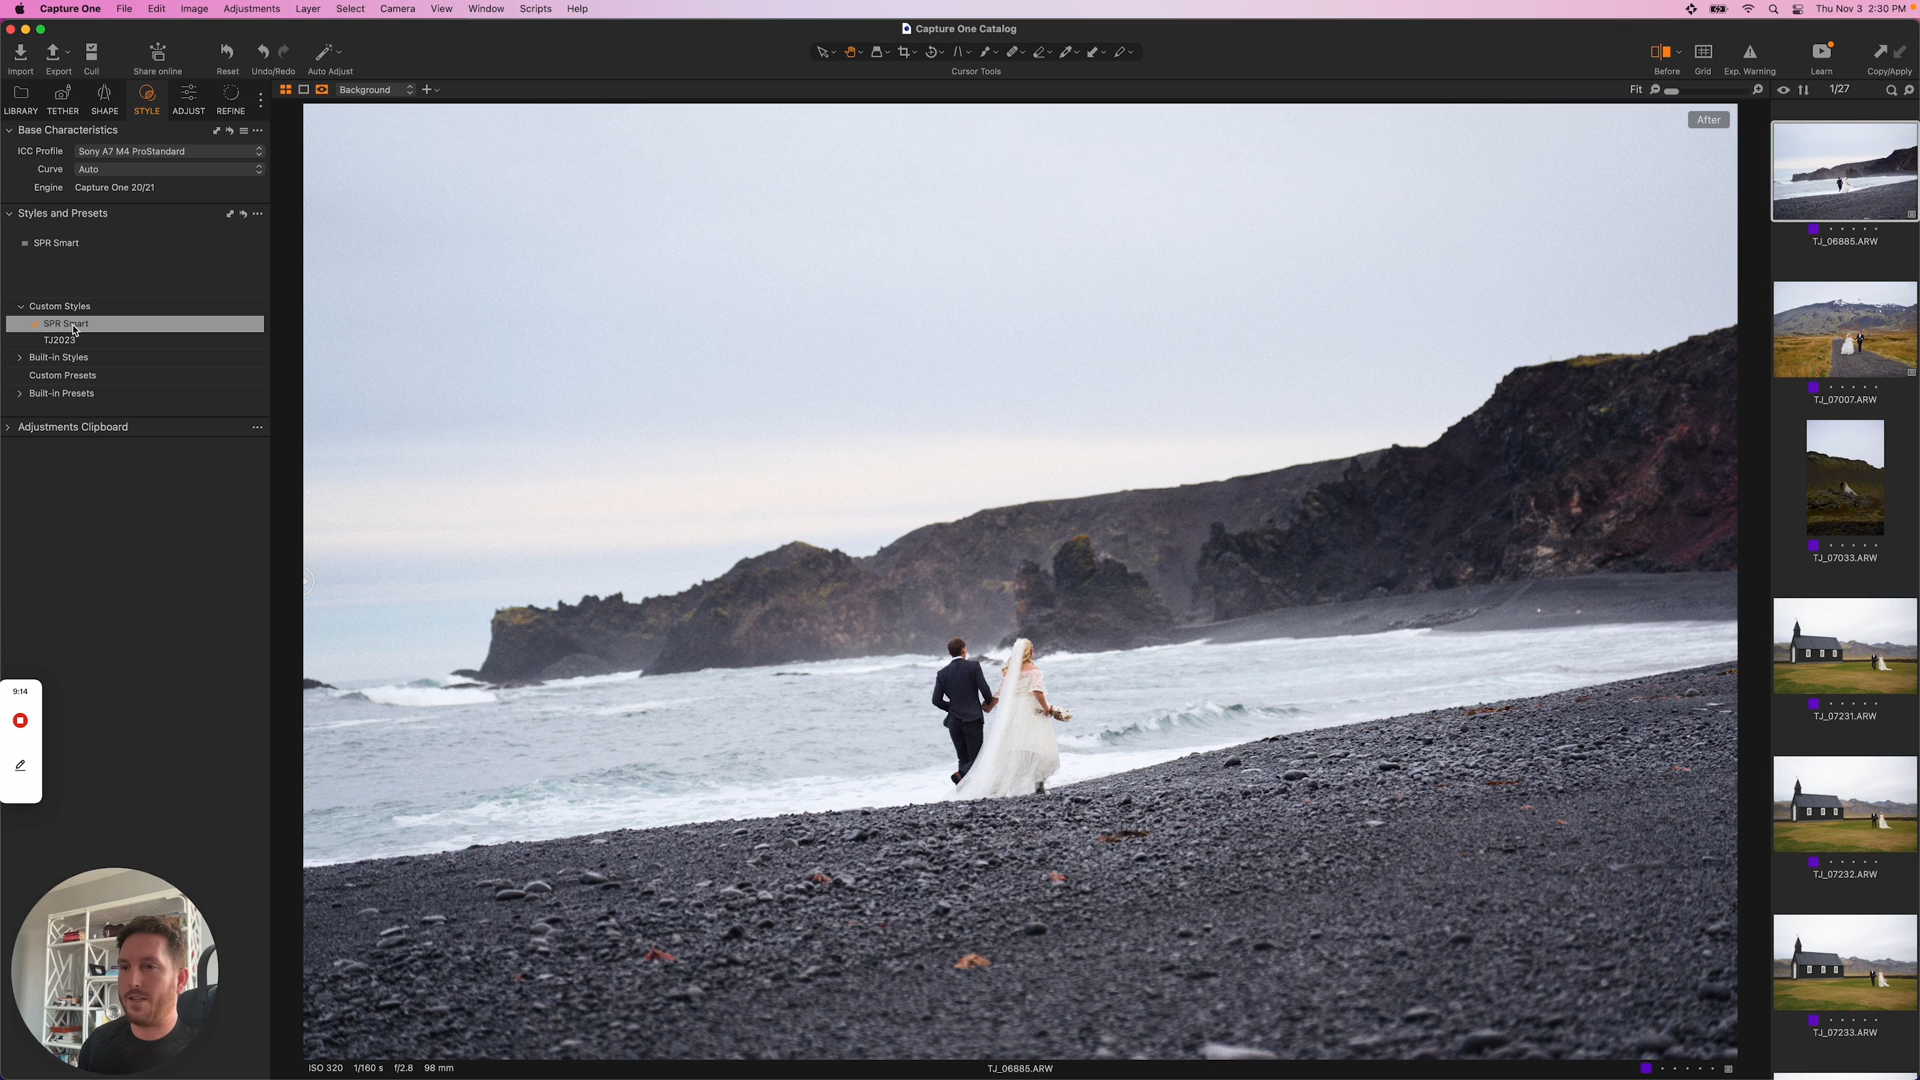 Capture One File Edit Image Adjustments Layer Select Camera View Window Scripts Help Thu Nov 3 2:30 PM
Capture One Catalog
Import Export Cull Share online Reset Undo/Redo Auto Adjust Cursor Tools Before Grid Exp. Warning Learn Copy/Apply
LIBRARY TETHER SHAPE STYLE ADJUST REFINE
Background Fit 1/27
After
Base Characteristics
ICC Profile Sony A7 M4 ProStandard
Curve Auto
Engine Capture One 20/21
Styles and Presets
SPR Smart
Custom Styles
SPR Smart
TJ2023
Built-in Styles
Custom Presets
Built-in Presets
Adjustments Clipboard
9:14
TJ_06885.ARW
TJ_07007.ARW
TJ_07033.ARW
TJ_07231.ARW
TJ_07232.ARW
TJ_07233.ARW
ISO 320 1/160 s f/2.8 98 mm TJ_06885.ARW